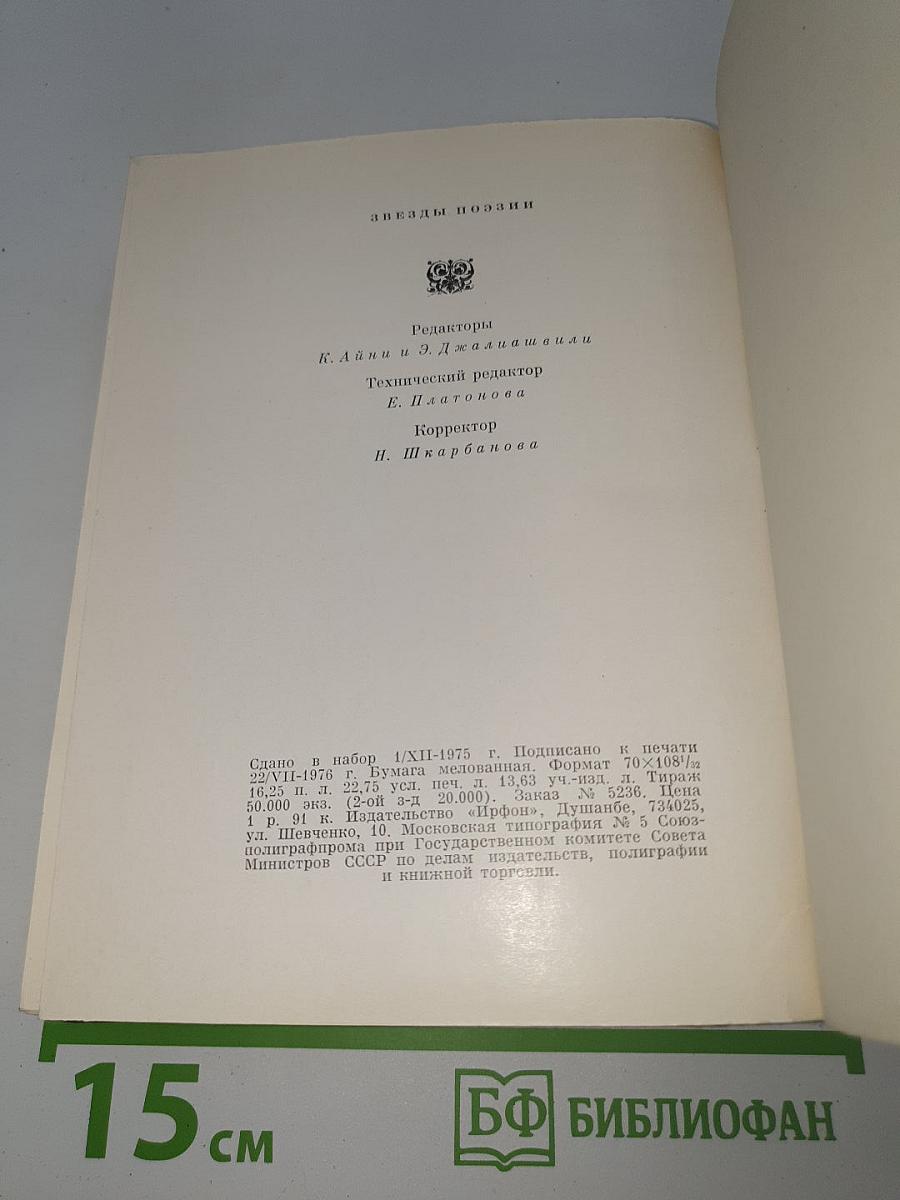 ЗВЕЗДЫ ПОЭЗИИ
Редакторы
К. Айни и Э. Джалиашвили
Технический редактор
Е. Платонова
Корректор
Н. Шкарбанова
Сдано в набор 1/XII-1975 г. Подписано к печати
22/VII-1976 г. Бумага мелованная. Формат 70×108¹/₃₂
16,25 п. л. 22,75 усл. печ. л. 13,63 уч.-изд. л. Тираж
50.000 экз. (2-ой з-д 20.000). Заказ № 5236. Цена
1 р. 91 к. Издательство «Ирфон», Душанбе, 734025,
ул. Шевченко, 10. Московская типография № 5 Союз-
полиграфпрома при Государственном комитете Совета
Министров СССР по делам издательств, полиграфии
и книжной торговли.
15 см
БФ БИБЛИОФАН